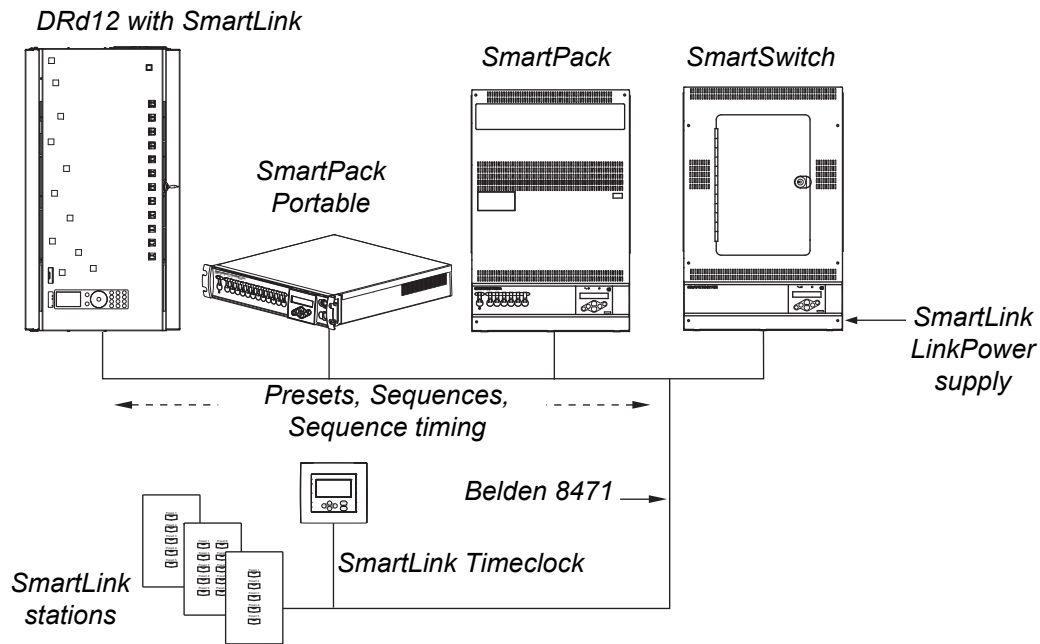 DRd12 with SmartLink
SmartPack
SmartSwitch
SmartPack
Portable
SmartLink
LinkPower
supply
Presets, Sequences,
Sequence timing
Belden 8471
SmartLink Timeclock
SmartLink
stations